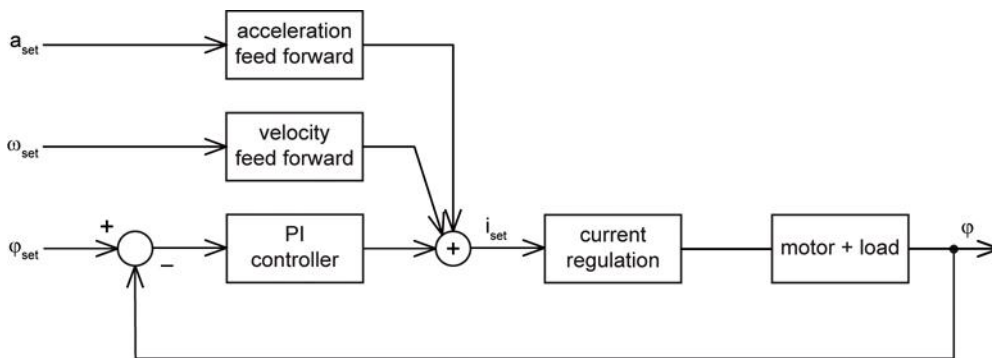 a_set
acceleration
feed forward
ω_set
velocity
feed forward
φ_set
+
−
PI
controller
+
i_set
current
regulation
motor + load
φ